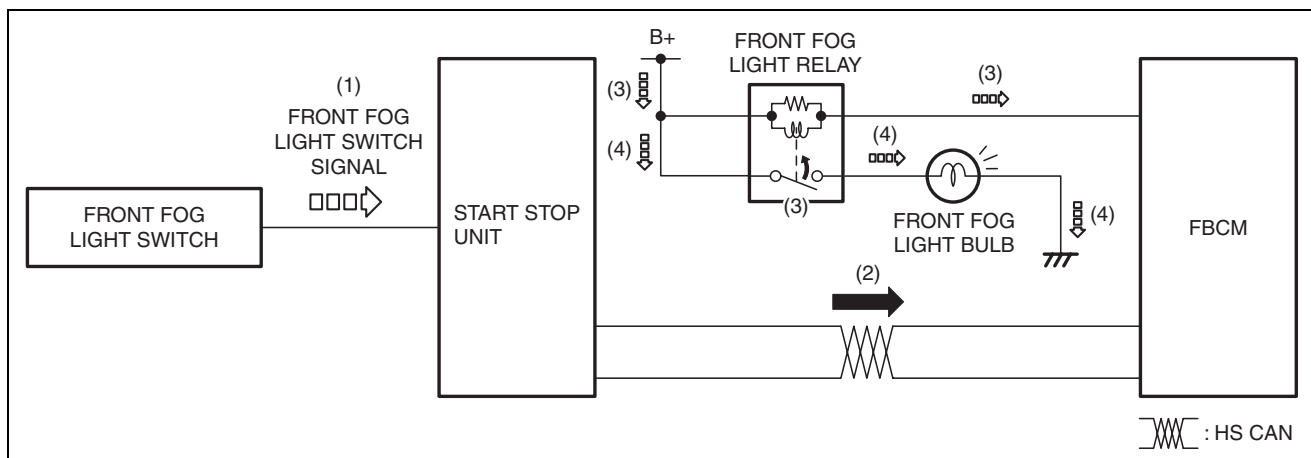 B+
FRONT FOG
LIGHT RELAY
(1)
FRONT FOG
LIGHT SWITCH
SIGNAL
(3)
(3)
(4)
(4)
(3)
FRONT FOG
LIGHT SWITCH
START STOP
UNIT
FRONT FOG
LIGHT BULB
(4)
FBCM
(2)
: HS CAN